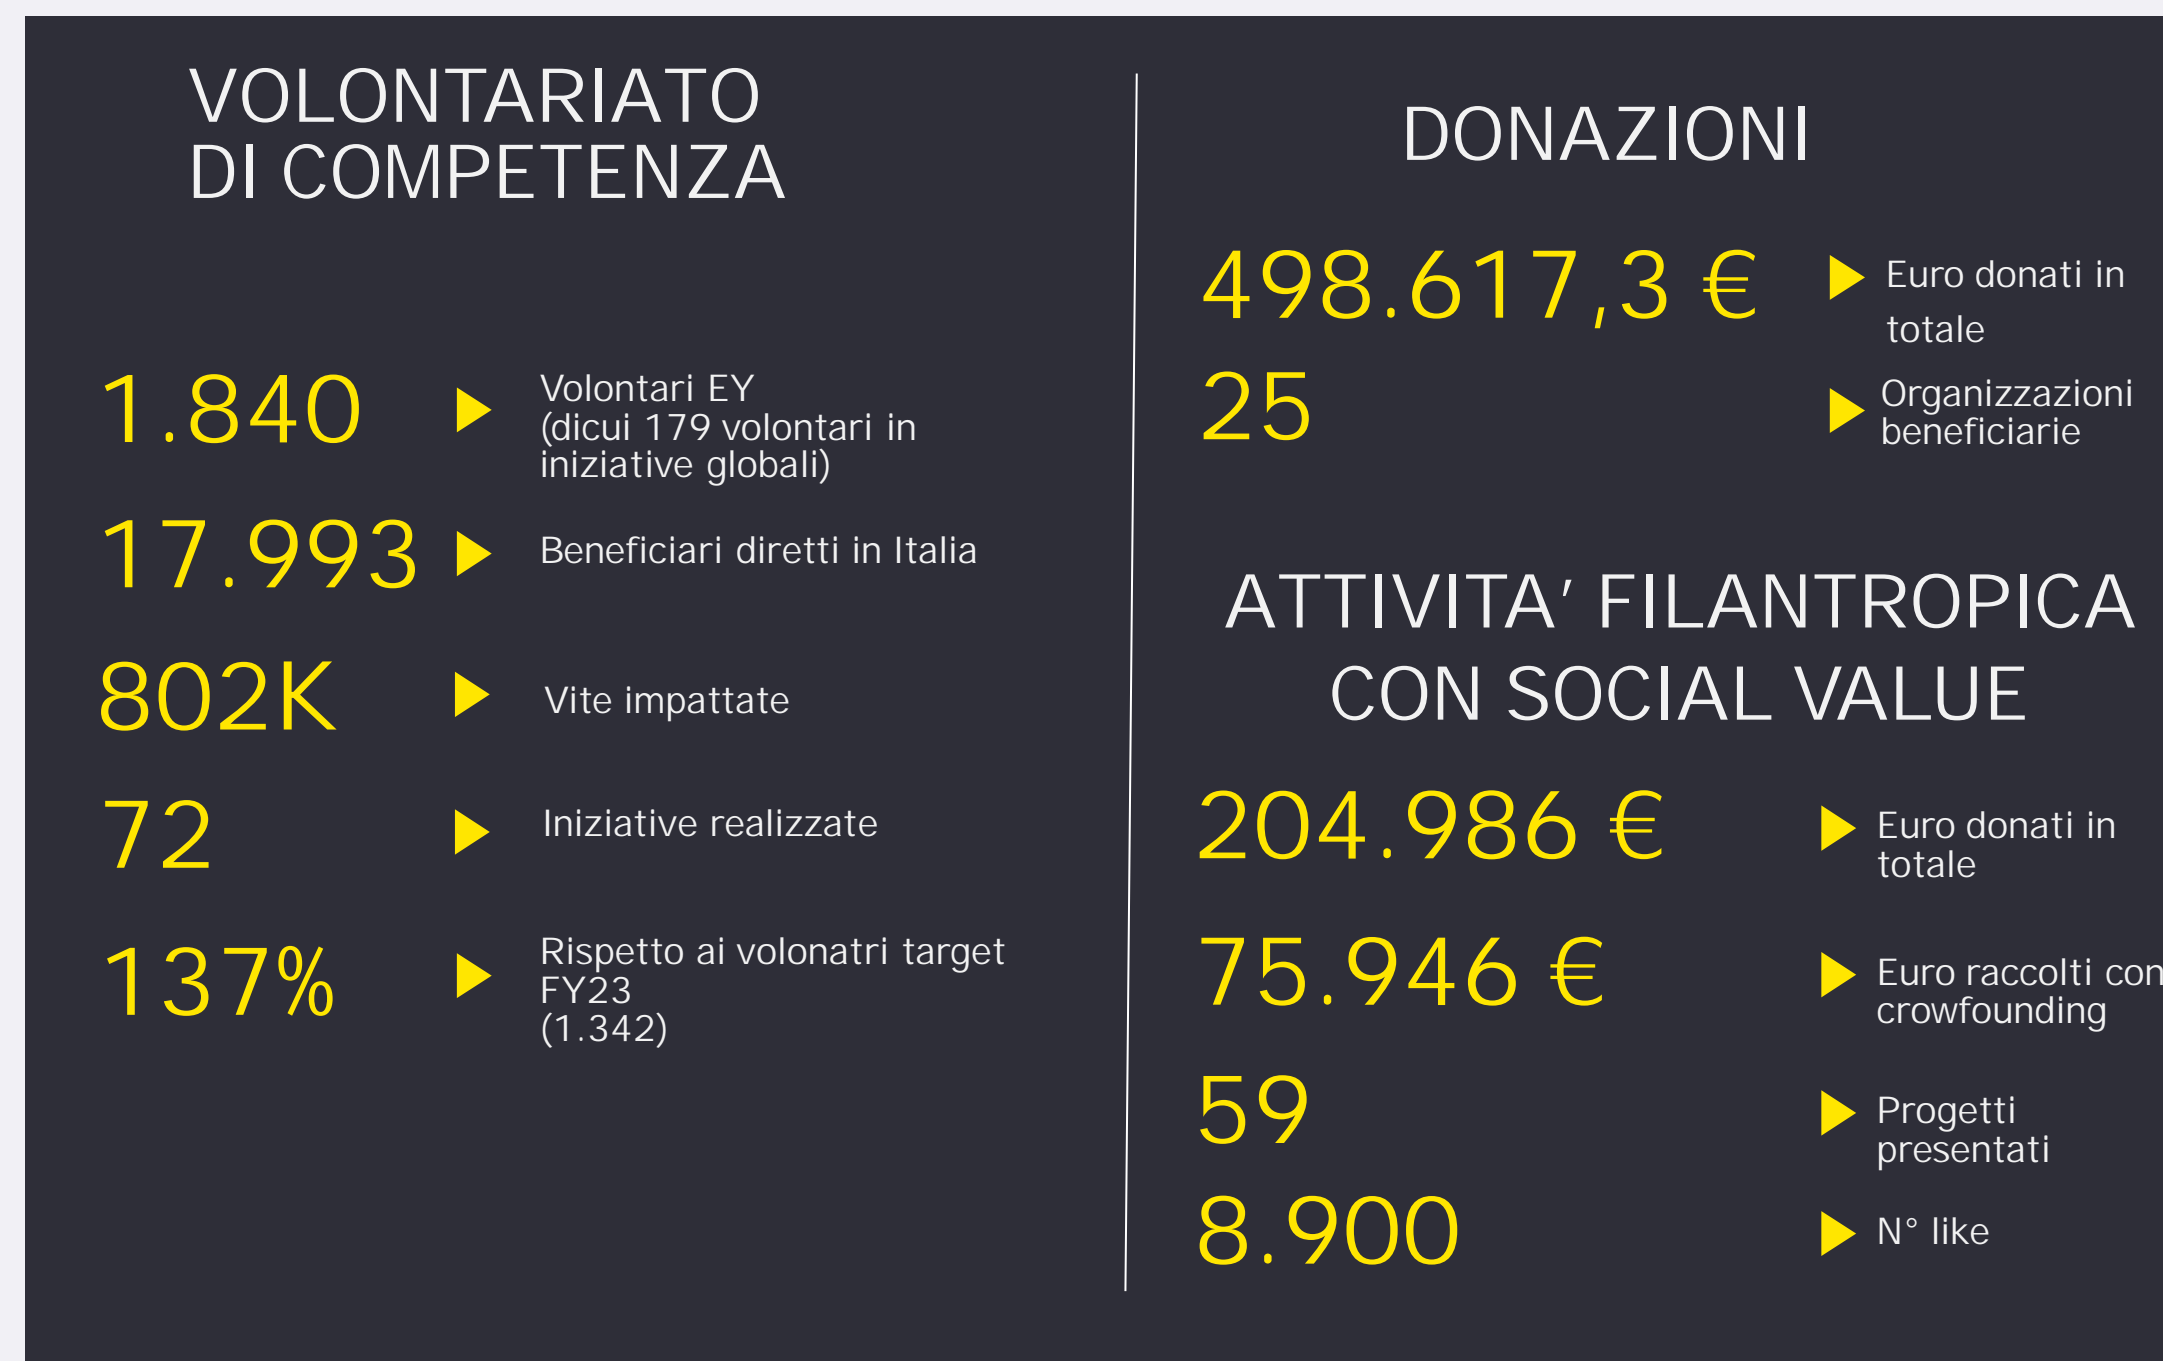 VOLONTARIATO
DI COMPETENZA
1.840
Volontari EY
(dicui 179 volontari in
iniziative globali)
17.993
Beneficiari diretti in Italia
802K
Vite impattate
72
Iniziative realizzate
137%
Rispetto ai volonatri target
FY23
(1.342)
DONAZIONI
498.617,3 €
Euro donati in
totale
25
Organizzazioni
beneficiarie
ATTIVITA’ FILANTROPICA
CON SOCIAL VALUE
204.986 €
Euro donati in
totale
75.946 €
Euro raccolti con
crowfounding
59
Progetti
presentati
8.900
N° like